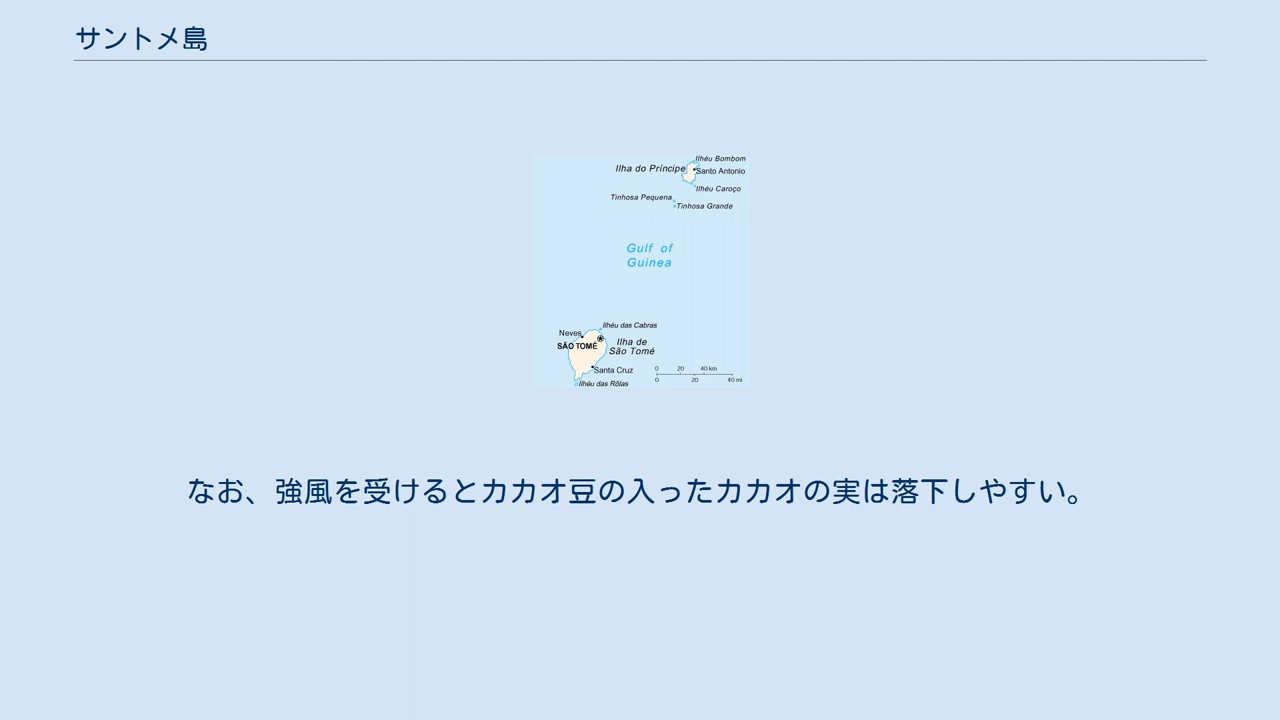 サントメ島
Ilhéu Bombom
Ilha do Príncipe
Santo Antonio
Ilhéu Caroço
Tinhosa Pequena
Tinhosa Grande
Gulf of
Guinea
Ilhéu das Cabras
Neves
SÃO TOMÉ
Ilha de
São Tomé
Santa Cruz
Ilhéu das Rôlas
0 20 40 km
0 20 40 mi
なお、強風を受けるとカカオ豆の入ったカカオの実は落下しやすい。